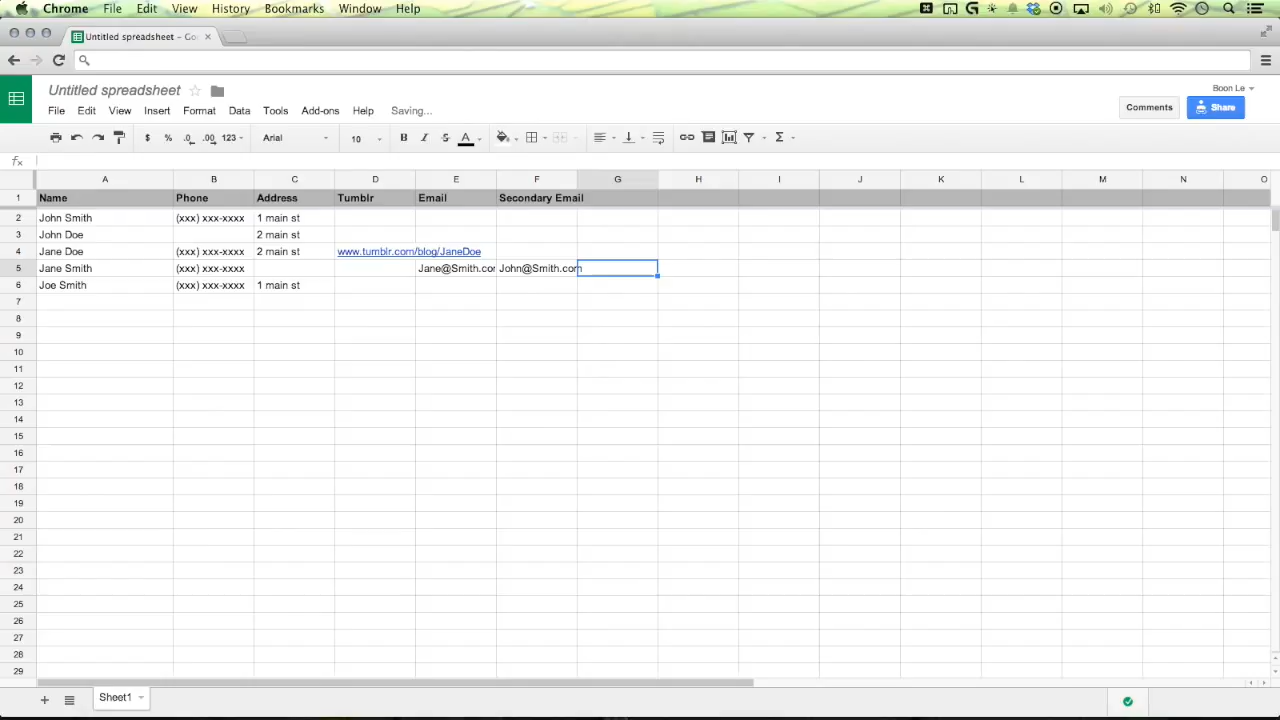 Chrome File Edit View History Bookmarks Window Help
Untitled spreadsheet – Go
Untitled spreadsheet
Boon Le
File Edit View Insert Format Data Tools Add-ons Help Saving...
Comments Share
$ % .0 .00 123 Arial 10 B I S A Σ
fx
A B C D E F G H I J K L M N O
1 Name Phone Address Tumblr Email Secondary Email
2 John Smith (xxx) xxx-xxxx 1 main st
3 John Doe 2 main st
4 Jane Doe (xxx) xxx-xxxx 2 main st www.tumblr.com/blog/JaneDoe
5 Jane Smith (xxx) xxx-xxxx Jane@Smith.com John@Smith.com
6 Joe Smith (xxx) xxx-xxxx 1 main st
7
8
9
10
11
12
13
14
15
16
17
18
19
20
21
22
23
24
25
26
27
28
29
Sheet1